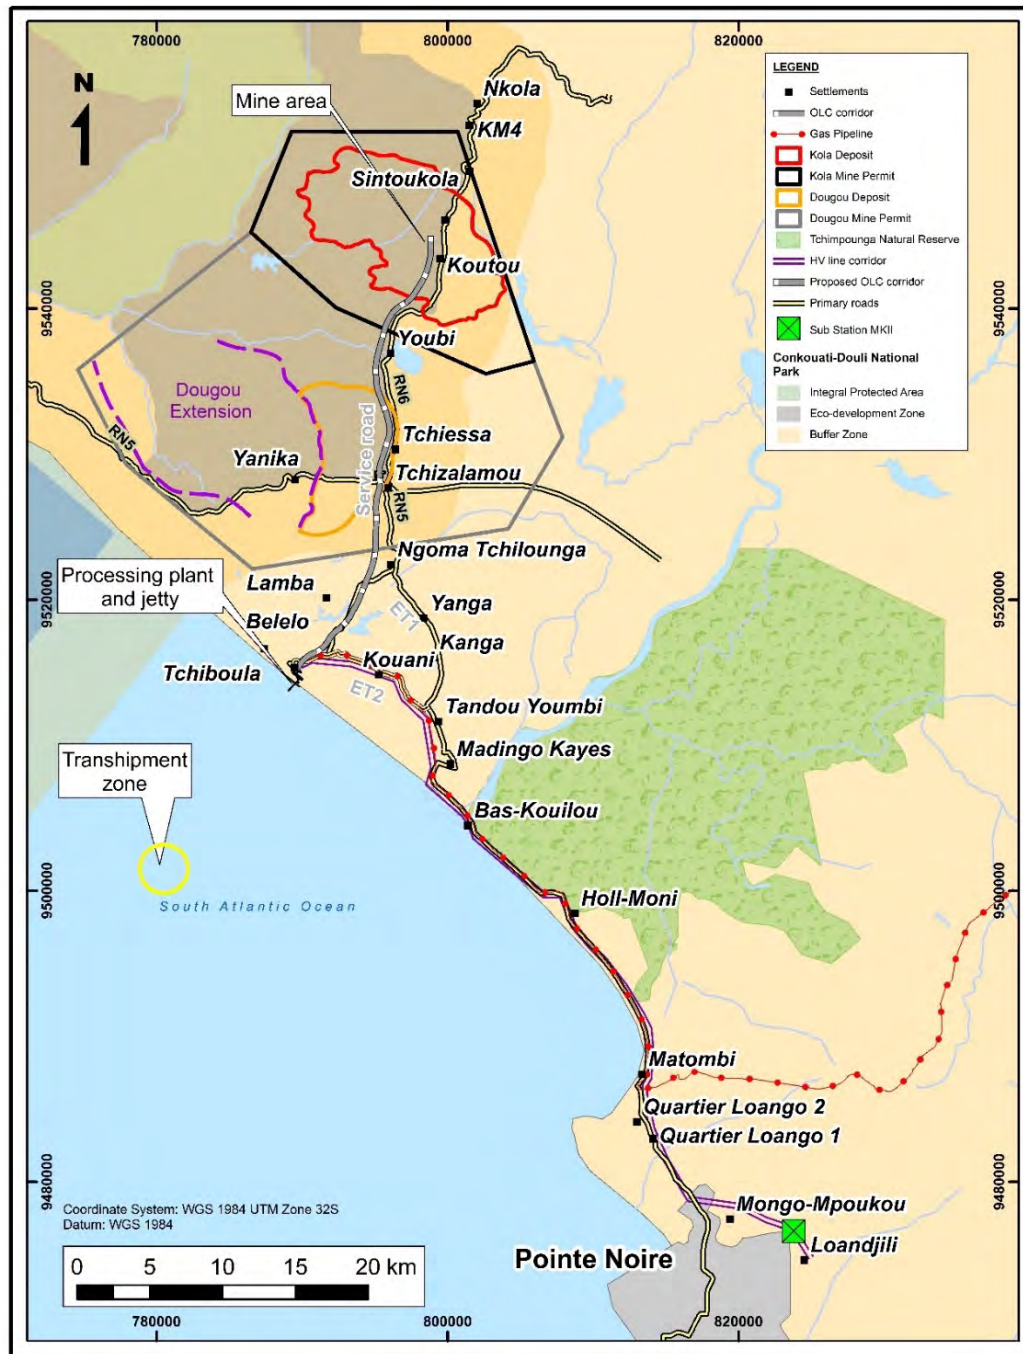 780000
800000
820000
N
Mine area
Nkola
KM4
Sintoukola
Koutou
Youbi
9540000
9540000
LEGEND
Settlements
OLC corridor
Gas Pipeline
Kola Deposit
Kola Mine Permit
Dougou Deposit
Dougou Mine Permit
Tchimpounga Natural Reserve
HV line corridor
Proposed OLC corridor
Primary roads
Sub Station MKII
Conkouati-Douli National
Park
Integral Protected Area
Eco-development Zone
Buffer Zone
Dougou
Extension
RN6
RN5
Service road
Tchiessa
Yanika
Tchizalamou
RN5
Ngoma Tchilounga
Processing plant
and jetty
Lamba
Belelo
Tchiboula
9520000
9520000
ET1
Yanga
Kanga
Kouani
ET2
Tandou Youmbi
Madingo Kayes
Transhipment
zone
Bas-Kouilou
South Atlantic Ocean
9500000
9500000
Holl-Moni
Matombi
Quartier Loango 2
Quartier Loango 1
9480000
9480000
Mongo-Mpoukou
Loandjili
Pointe Noire
Coordinate System: WGS 1984 UTM Zone 32S
Datum: WGS 1984
0 5 10 15 20 km
780000
800000
820000